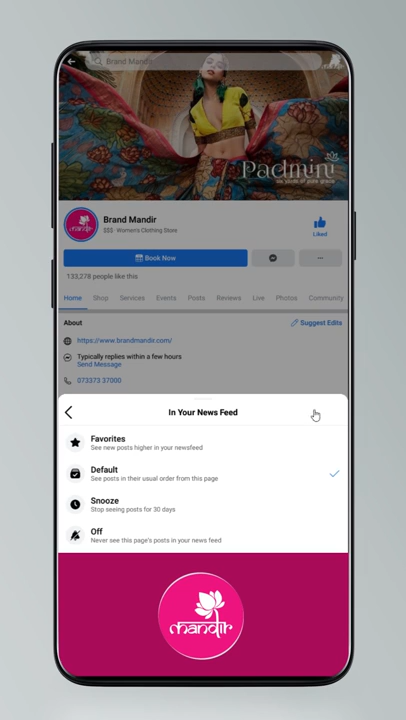 Brand Mandir
Padmini
mandir
Brand Mandir
$$$ · Women's Clothing Store
Liked
Book Now
133,278 people like this
Home Shop Services Events Posts Reviews Live Photos Community
About
Suggest Edits
https://www.brandmandir.com/
Typically replies within a few hours
Send Message
073373 37000
In Your News Feed
Favorites
See new posts higher in your newsfeed
Default
See posts in their usual order from this page
Snooze
Stop seeing posts for 30 days
Off
Never see this page's posts in your news feed
mandir